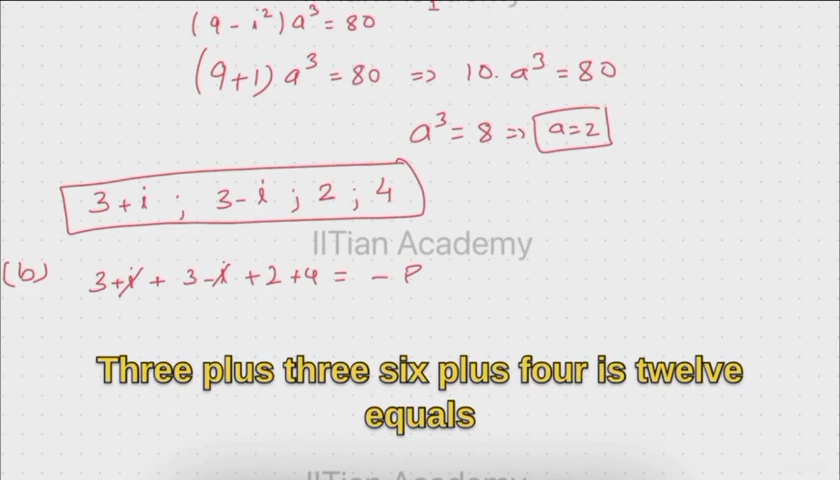 (9 - i²) a³ = 80
(9+1) a³ = 80 => 10. a³ = 80
a³ = 8 => a=2
3+i ; 3-i ; 2 ; 4
IITian Academy
(b) 3+i + 3-i +2+4 = - P
Three plus three six plus four is twelve
equals